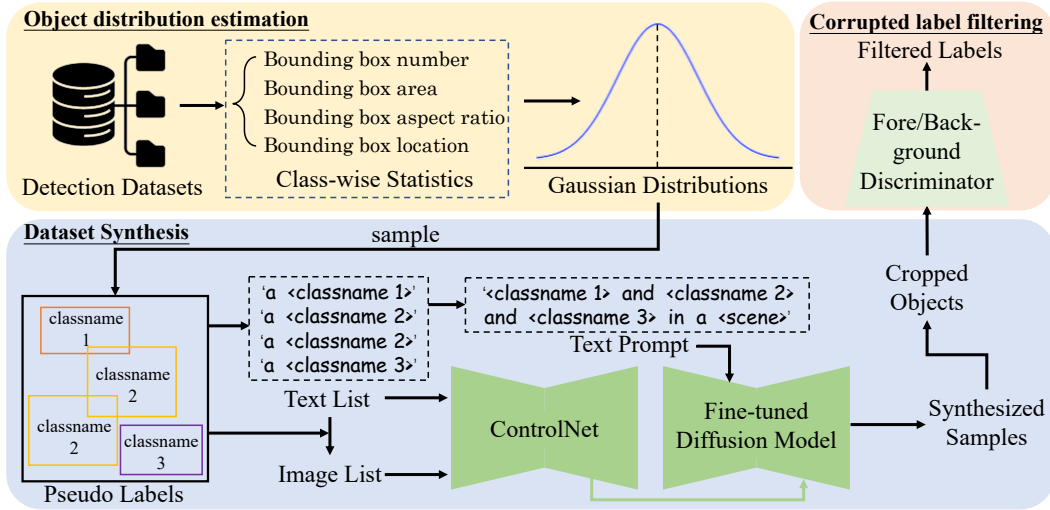 Object distribution estimation
Bounding box number
Bounding box area
Bounding box aspect ratio
Bounding box location
Detection Datasets
Class-wise Statistics
Gaussian Distributions
Corrupted label filtering
Filtered Labels
Fore/Back-
ground
Discriminator
Dataset Synthesis
sample
classname
1
classname
2
classname
2
classname
3
Pseudo Labels
‘a <classname 1>’
‘a <classname 2>’
‘a <classname 2>’
‘a <classname 3>’
Text List
Image List
‘<classname 1> and <classname 2>
and <classname 3> in a <scene>’
Text Prompt
ControlNet
Fine-tuned
Diffusion Model
Synthesized
Samples
Cropped
Objects